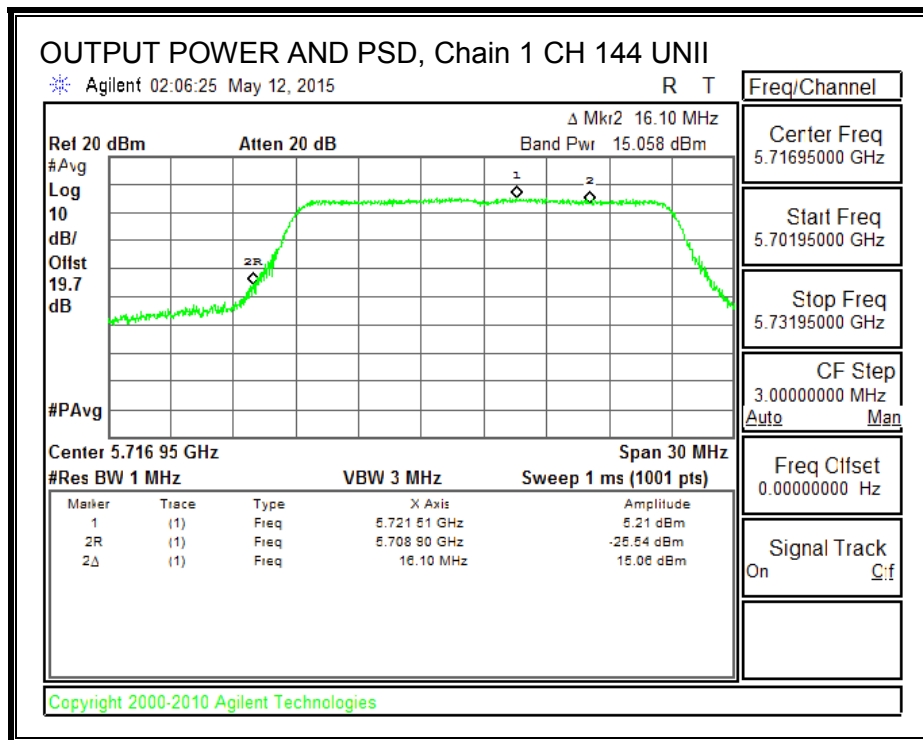 OUTPUT POWER AND PSD, Chain 1 CH 144 UNII
Agilent 02:06:25 May 12, 2015 R T
Freq/Channel
Δ Mkr2 16.10 MHz
Ref 20 dBm Atten 20 dB Band Pwr 15.058 dBm
#Avg
Log
10
dB/
Offst
19.7
dB
1
2
2R
#PAvg
Center 5.716 95 GHz Span 30 MHz
#Res BW 1 MHz VBW 3 MHz Sweep 1 ms (1001 pts)
Marker Trace Type X Axis Amplitude
1 (1) Freq 5.721 51 GHz 5.21 dBm
2R (1) Freq 5.708 90 GHz -25.54 dBm
2Δ (1) Freq 16.10 MHz 15.06 dBm
Center Freq
5.71695000 GHz
Start Freq
5.70195000 GHz
Stop Freq
5.73195000 GHz
CF Step
3.00000000 MHz
Auto Man
Freq Offset
0.00000000 Hz
Signal Track
On Off
Copyright 2000-2010 Agilent Technologies